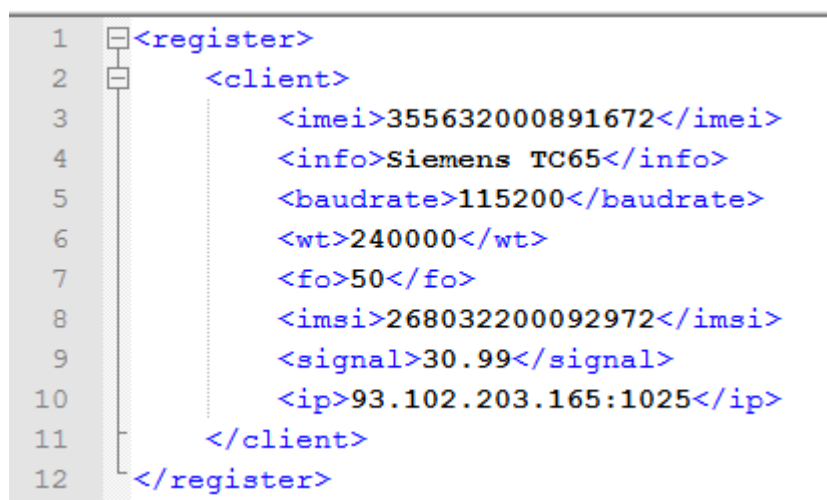 1 <register>
2 <client>
3 <imei>355632000891672</imei>
4 <info>Siemens TC65</info>
5 <baudrate>115200</baudrate>
6 <wt>240000</wt>
7 <fo>50</fo>
8 <imsi>268032200092972</imsi>
9 <signal>30.99</signal>
10 <ip>93.102.203.165:1025</ip>
11 </client>
12 </register>